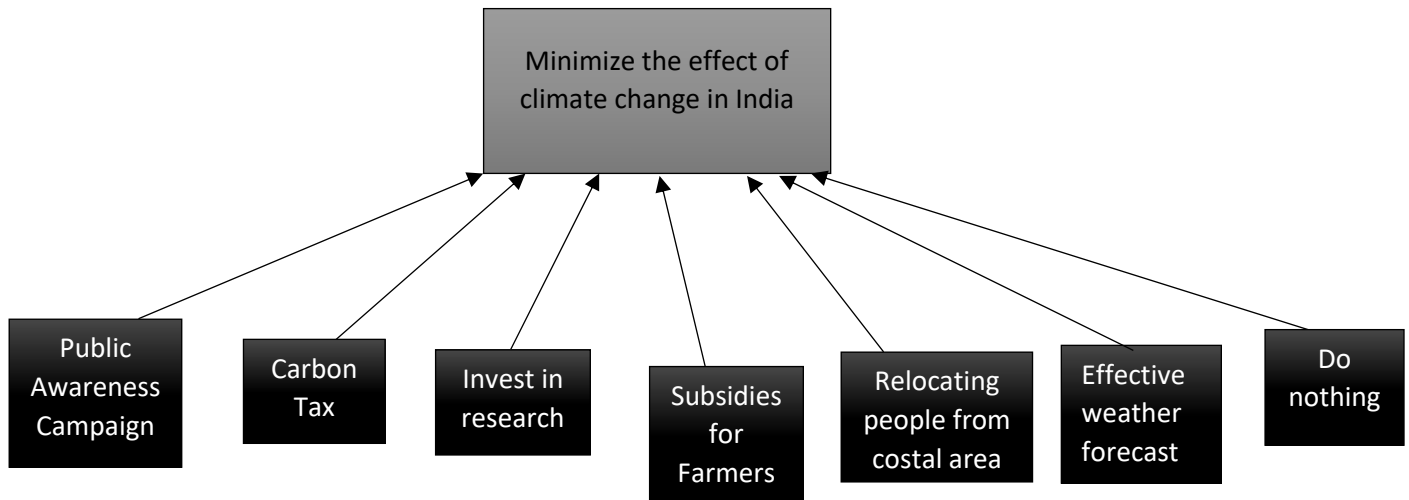 Minimize the effect of
climate change in India
Public
Awareness
Campaign
Carbon
Tax
Invest in
research
Subsidies
for
Farmers
Relocating
people from
costal area
Effective
weather
forecast
Do
nothing